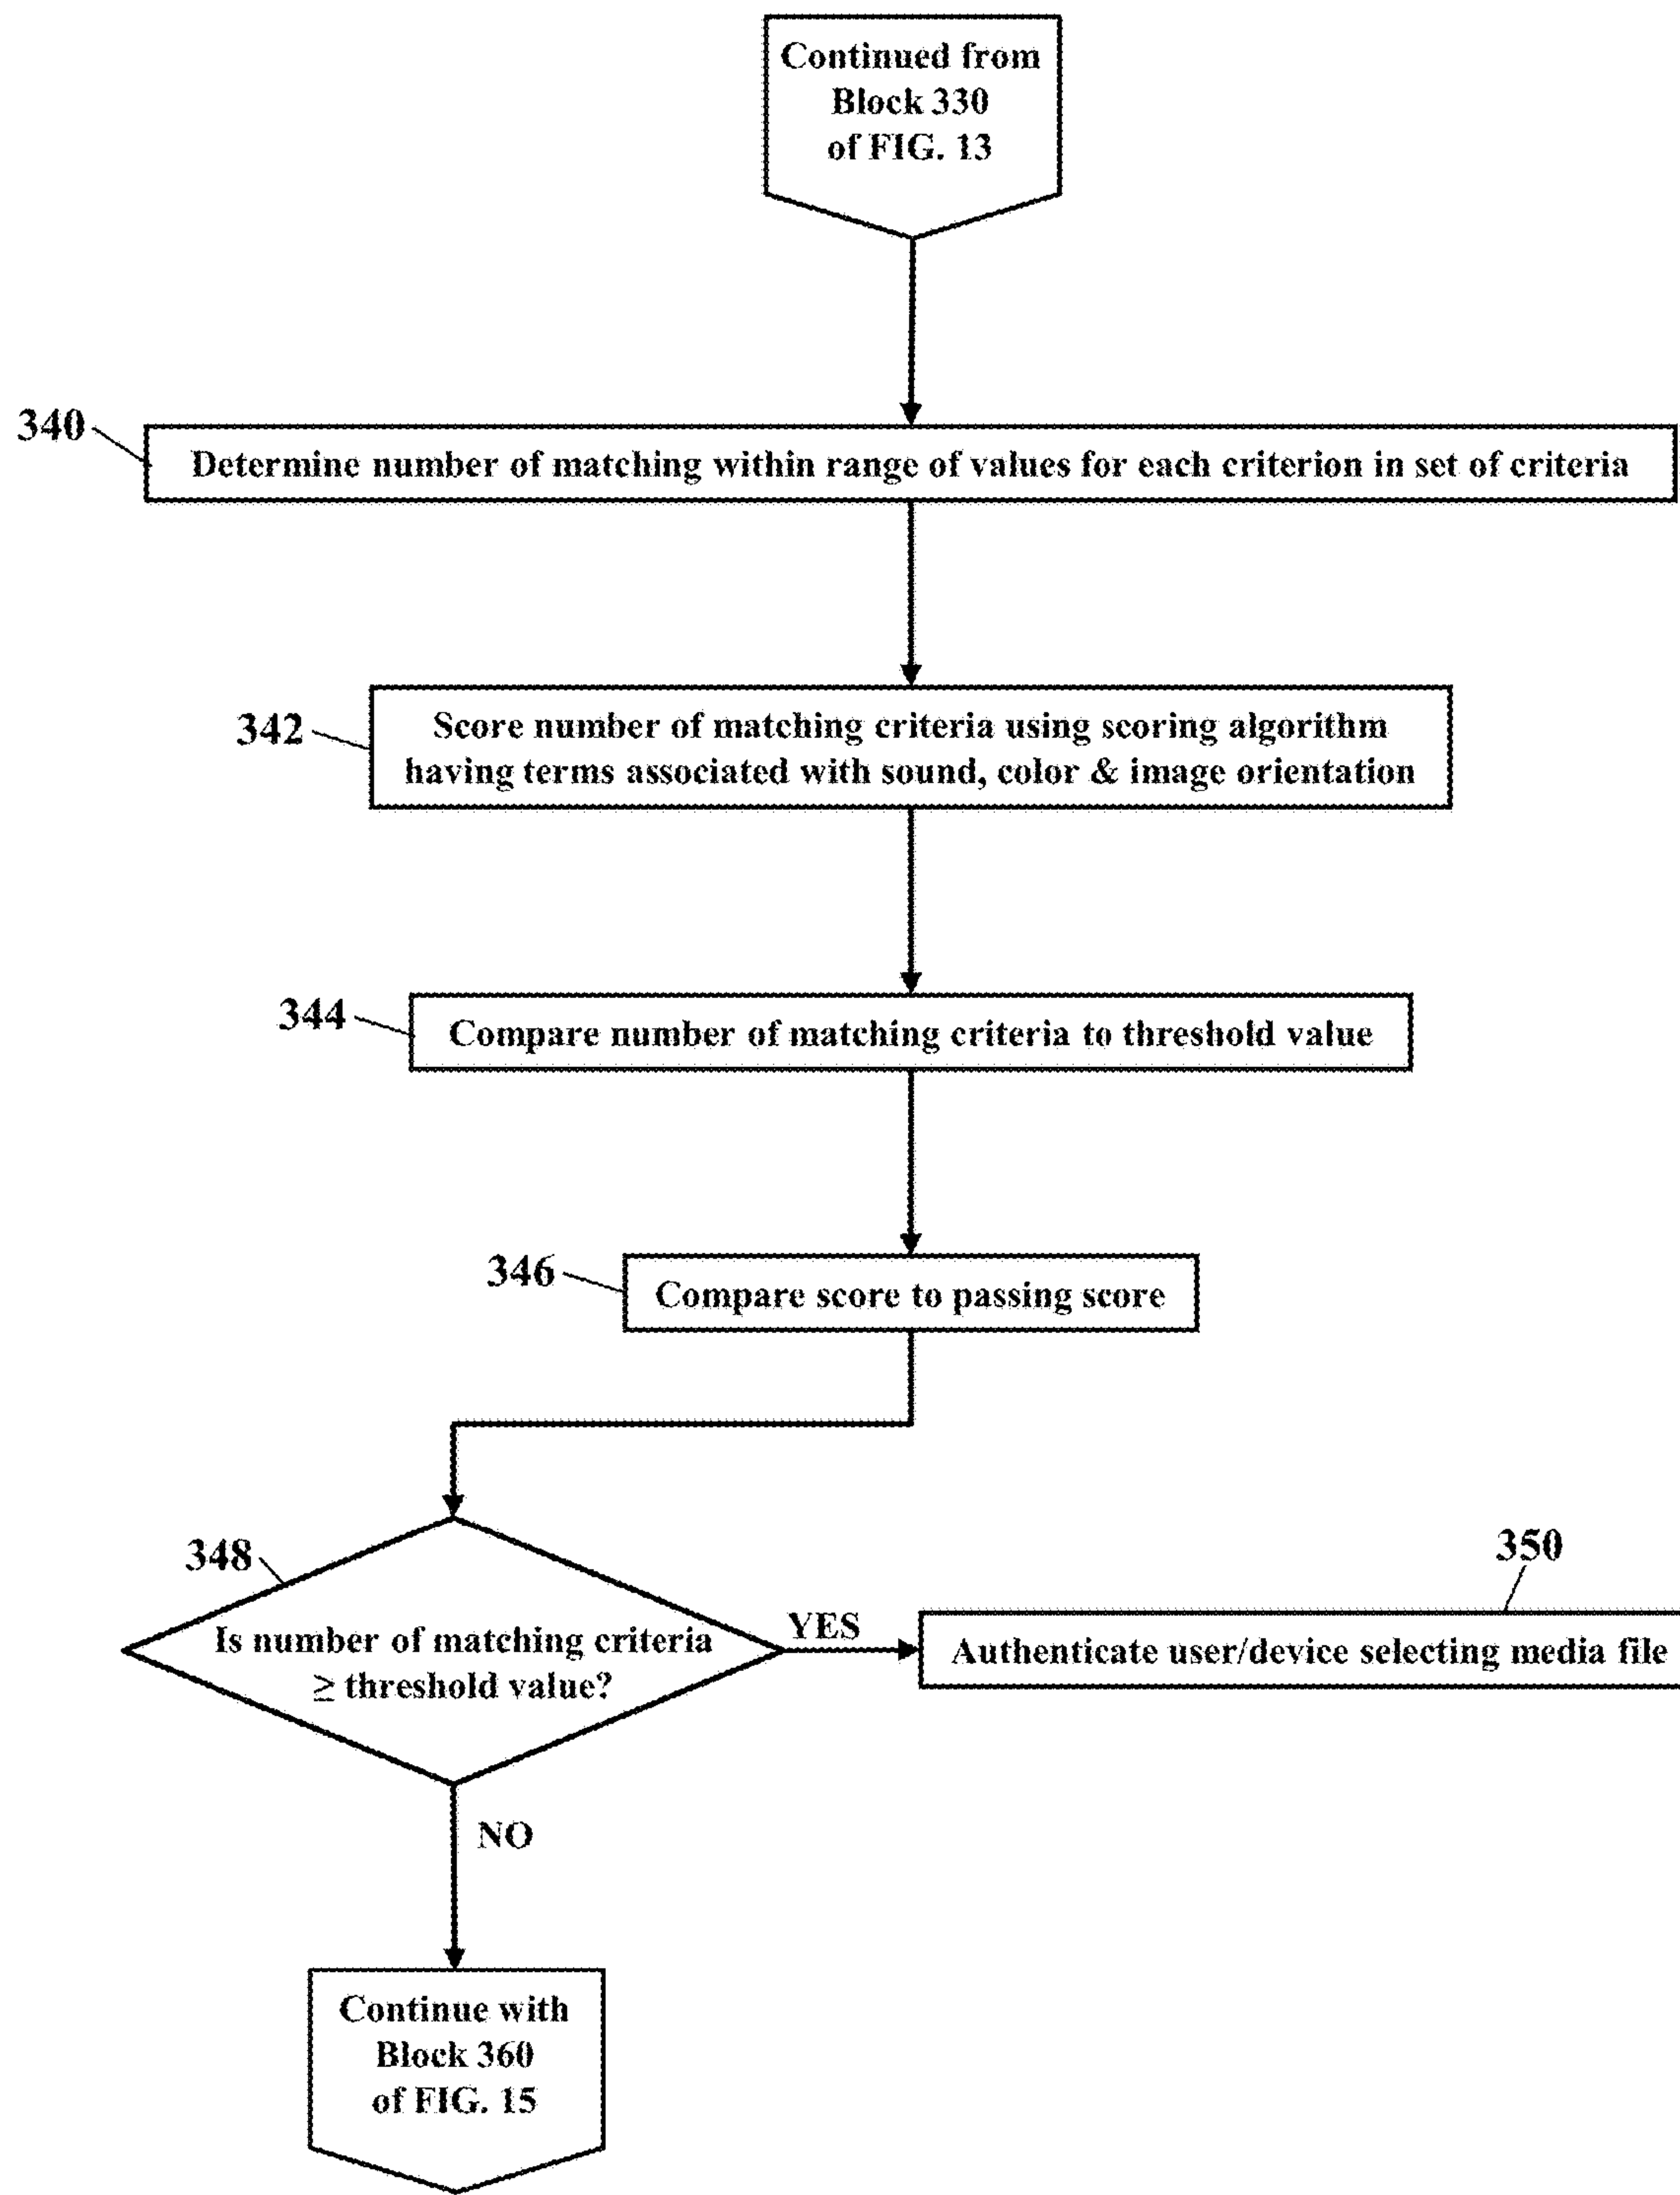 Continued from
Block 330
of FIG. 13
340
Determine number of matching within range of values for each criterion in set of criteria
342
Score number of matching criteria using scoring algorithm
having terms associated with sound, color & image orientation
344
Compare number of matching criteria to threshold value
346
Compare score to passing score
348
Is number of matching criteria
≥ threshold value?
YES
350
Authenticate user/device selecting media file
NO
Continue with
Block 360
of FIG. 15